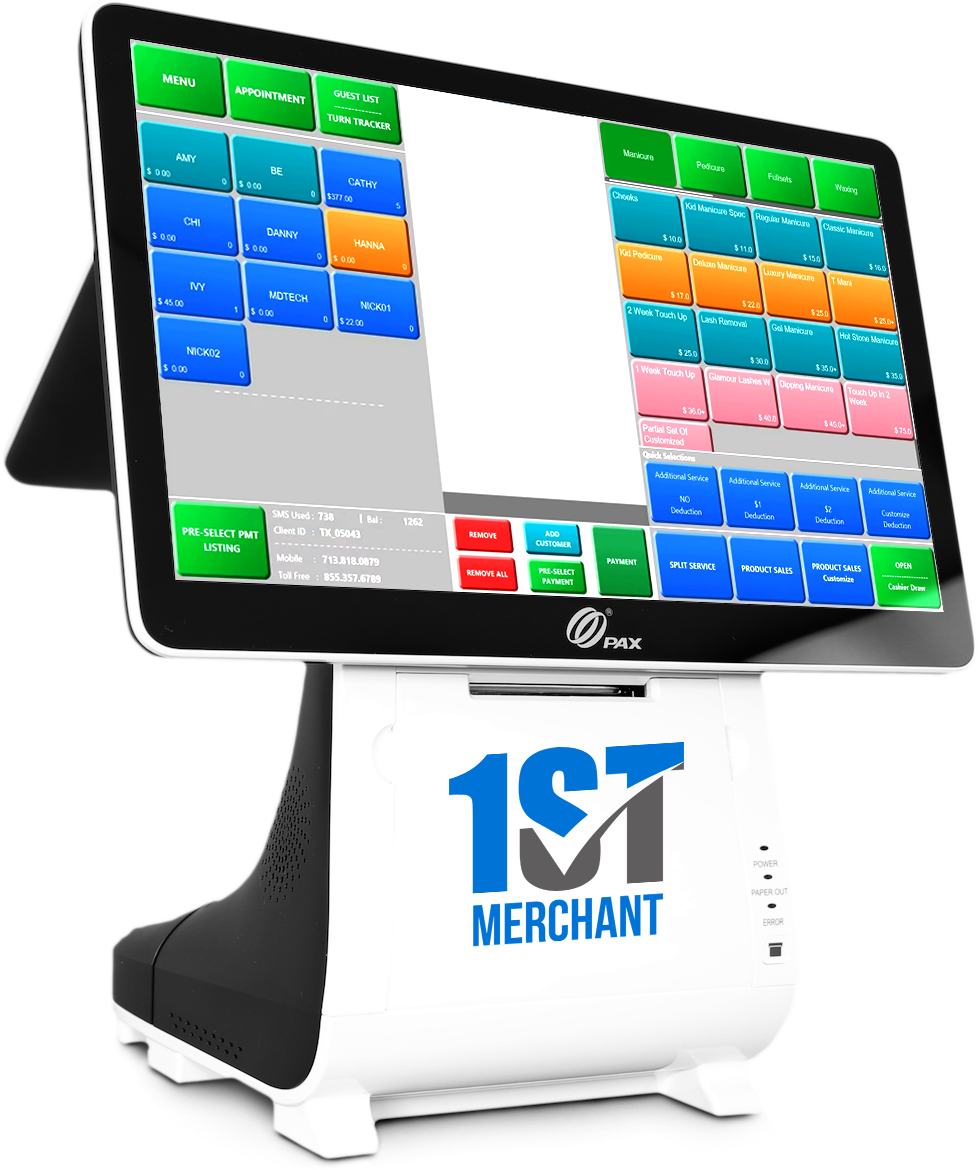 MENU
APPOINTMENT
GUEST LIST
TURN TRACKER
AMY
$ 0.00 0
BE
$ 0.00 0
CATHY
$377.00 5
CHI
$ 0.00 0
DANNY
$ 0.00 0
HANNA
$ 0.00 0
IVY
$ 45.00 1
MDTECH
$ 0.00 0
NICK01
$ 22.00 0
NICK02
$ 0.00 0
Manicure
Pedicure
Fullsets
Waxing
Cheeks
$ 10.0
Kid Manicure Spec
$ 11.0
Regular Manicure
$ 15.0
Classic Manicure
$ 16.0
Kid Pedicure
$ 17.0
Deluxe Manicure
$ 22.0
Luxury Manicure
$ 25.0
T Mani
$ 25.0+
2 Week Touch Up
$ 25.0
Lash Removal
$ 30.0
Gel Manicure
$ 35.0+
Hot Stone Manicure
$ 35.0
1 Week Touch Up
$ 36.0+
Glamour Lashes W
$ 40.0
Dipping Manicure
$ 45.0+
Touch Up In 2
Week
$ 75.0
Partial Set Of
Customized
Quick Selections
Additional Service
NO
Deduction
Additional Service
$1
Deduction
Additional Service
$2
Deduction
Additional Service
Customize
Deduction
PRE-SELECT PMT
LISTING
SMS Used : 738 | Bal : 1262
Client ID : TX_05043
Mobile : 713.818.0879
Toll Free : 855.357.6789
REMOVE
REMOVE ALL
ADD
CUSTOMER
PRE-SELECT
PAYMENT
PAYMENT
SPLIT SERVICE
PRODUCT SALES
PRODUCT SALES
Customize
OPEN
Cashier Draw
PAX
®
1ST
MERCHANT
POWER
PAPER OUT
ERROR